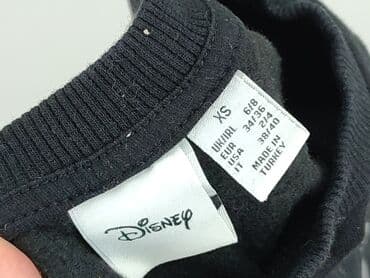 XS
UK/IRL 6/8
EUR 34/36
USA 2/4
IT 38/40
MADE IN
TURKEY
Disney